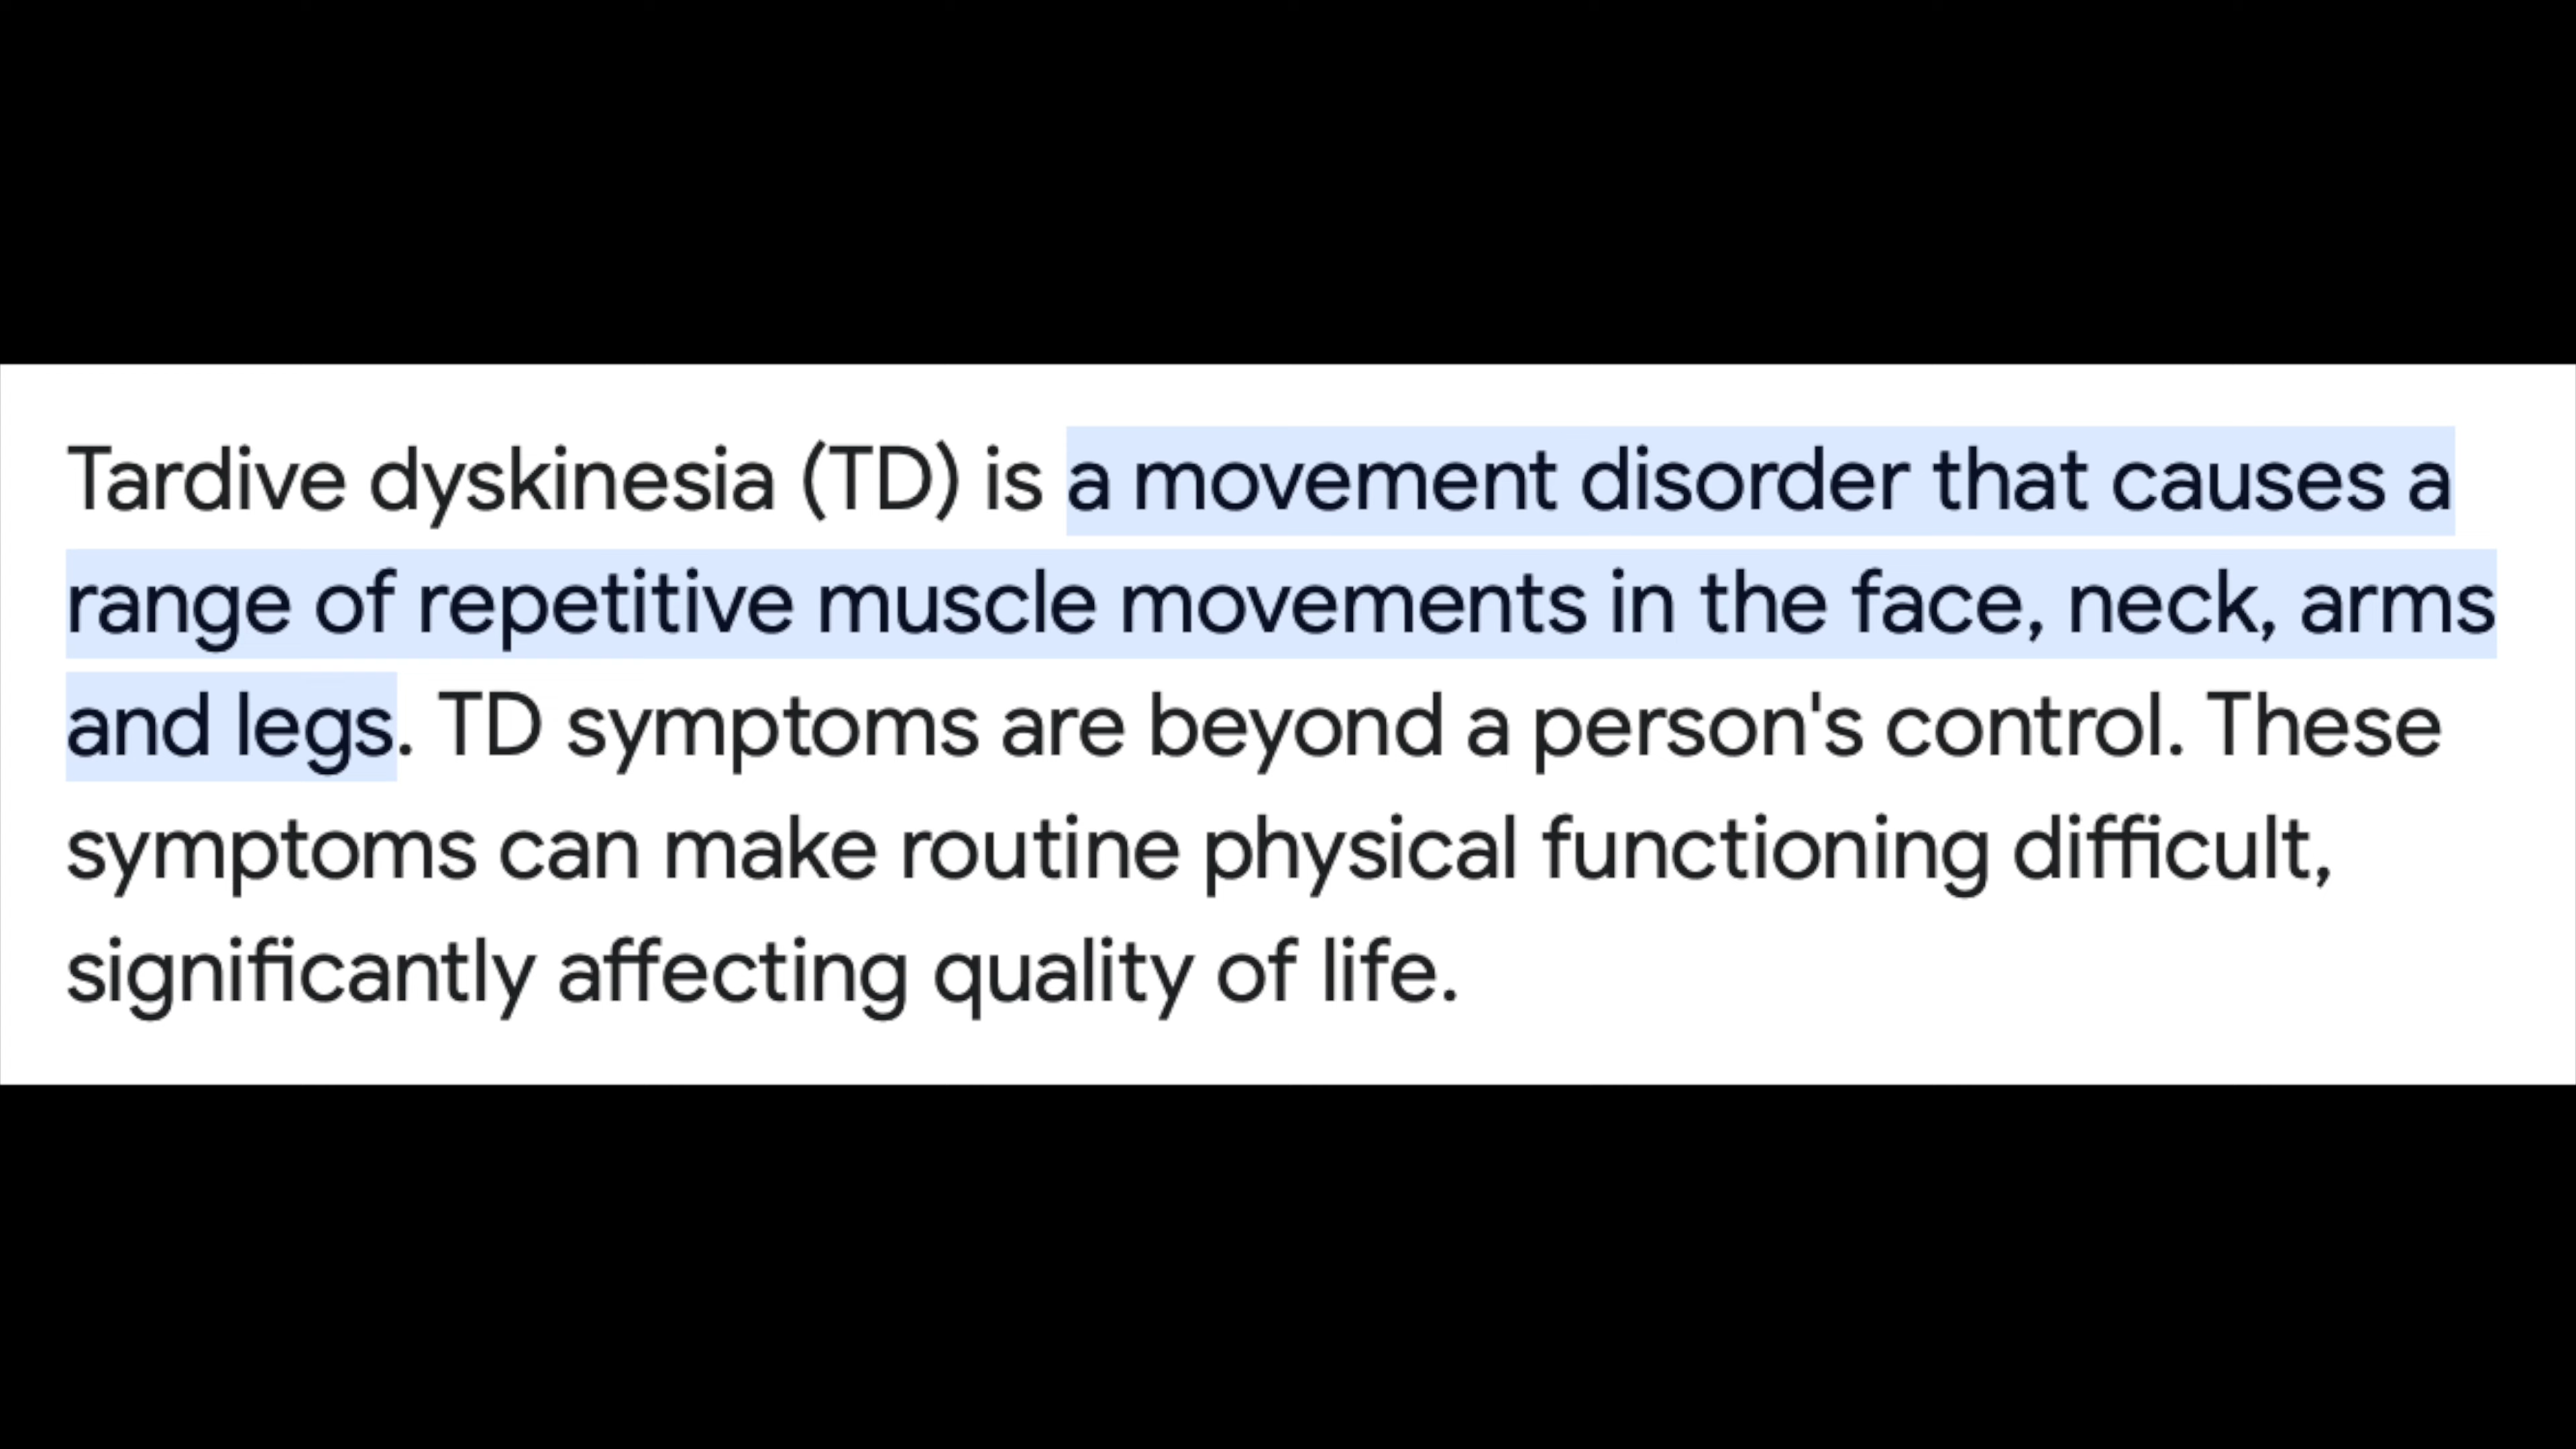 Tardive dyskinesia (TD) is a movement disorder that causes a
range of repetitive muscle movements in the face, neck, arms
and legs. TD symptoms are beyond a person's control. These
symptoms can make routine physical functioning difficult,
significantly affecting quality of life.